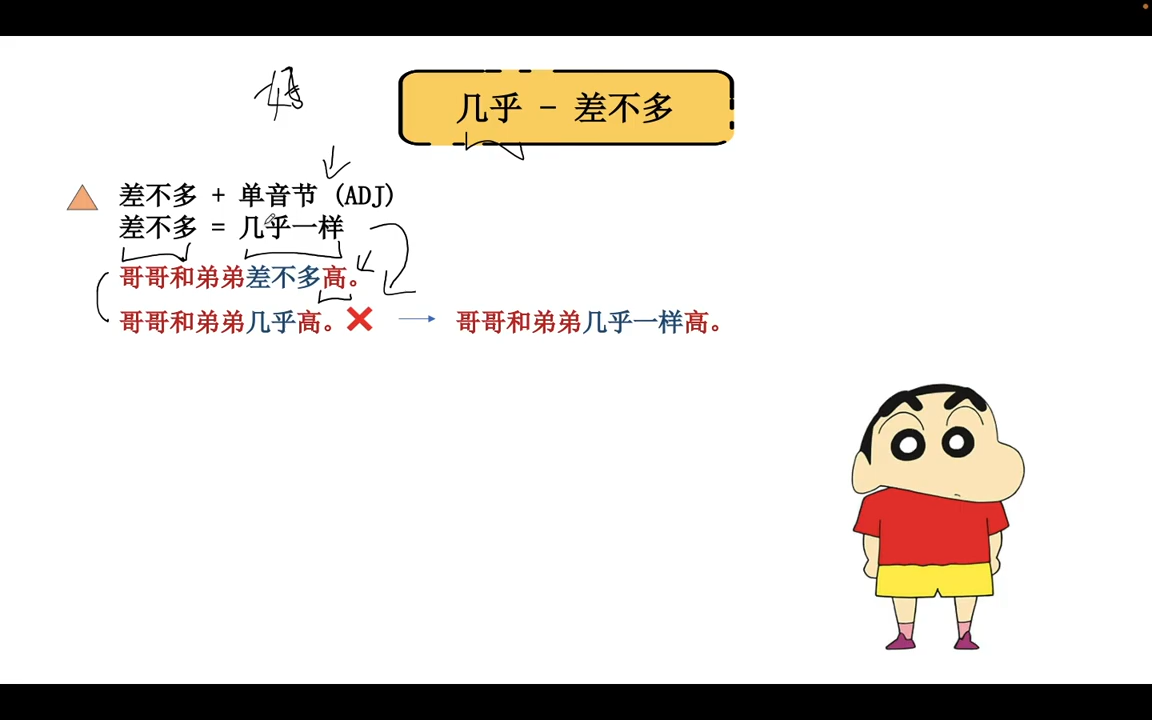 几乎 - 差不多
差不多 + 单音节 (ADJ)
差不多 = 几乎一样
哥哥和弟弟差不多高。
哥哥和弟弟几乎高。❌ → 哥哥和弟弟几乎一样高。